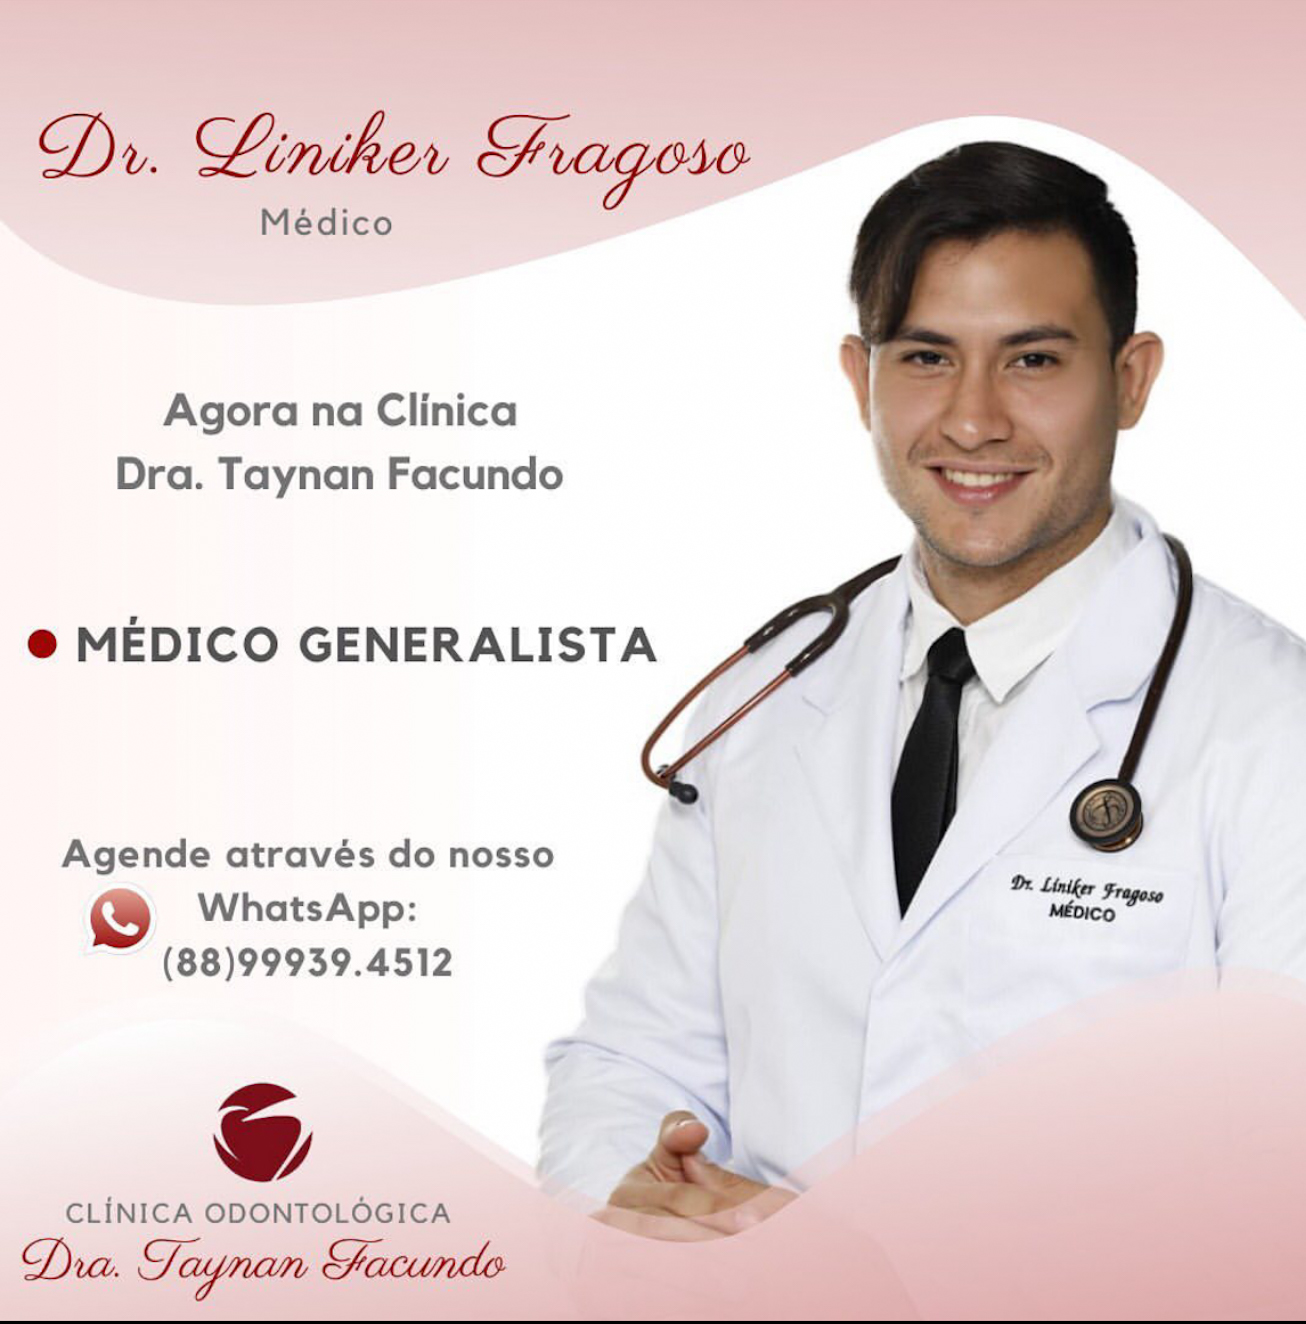 Dr. Liniker Fragoso
Médico
Agora na Clínica
Dra. Taynan Facundo
MÉDICO GENERALISTA
Agende através do nosso
WhatsApp:
(88)99939.4512
Dr. Liniker Fragoso
MÉDICO
CLÍNICA ODONTOLÓGICA
Dra. Taynan Facundo